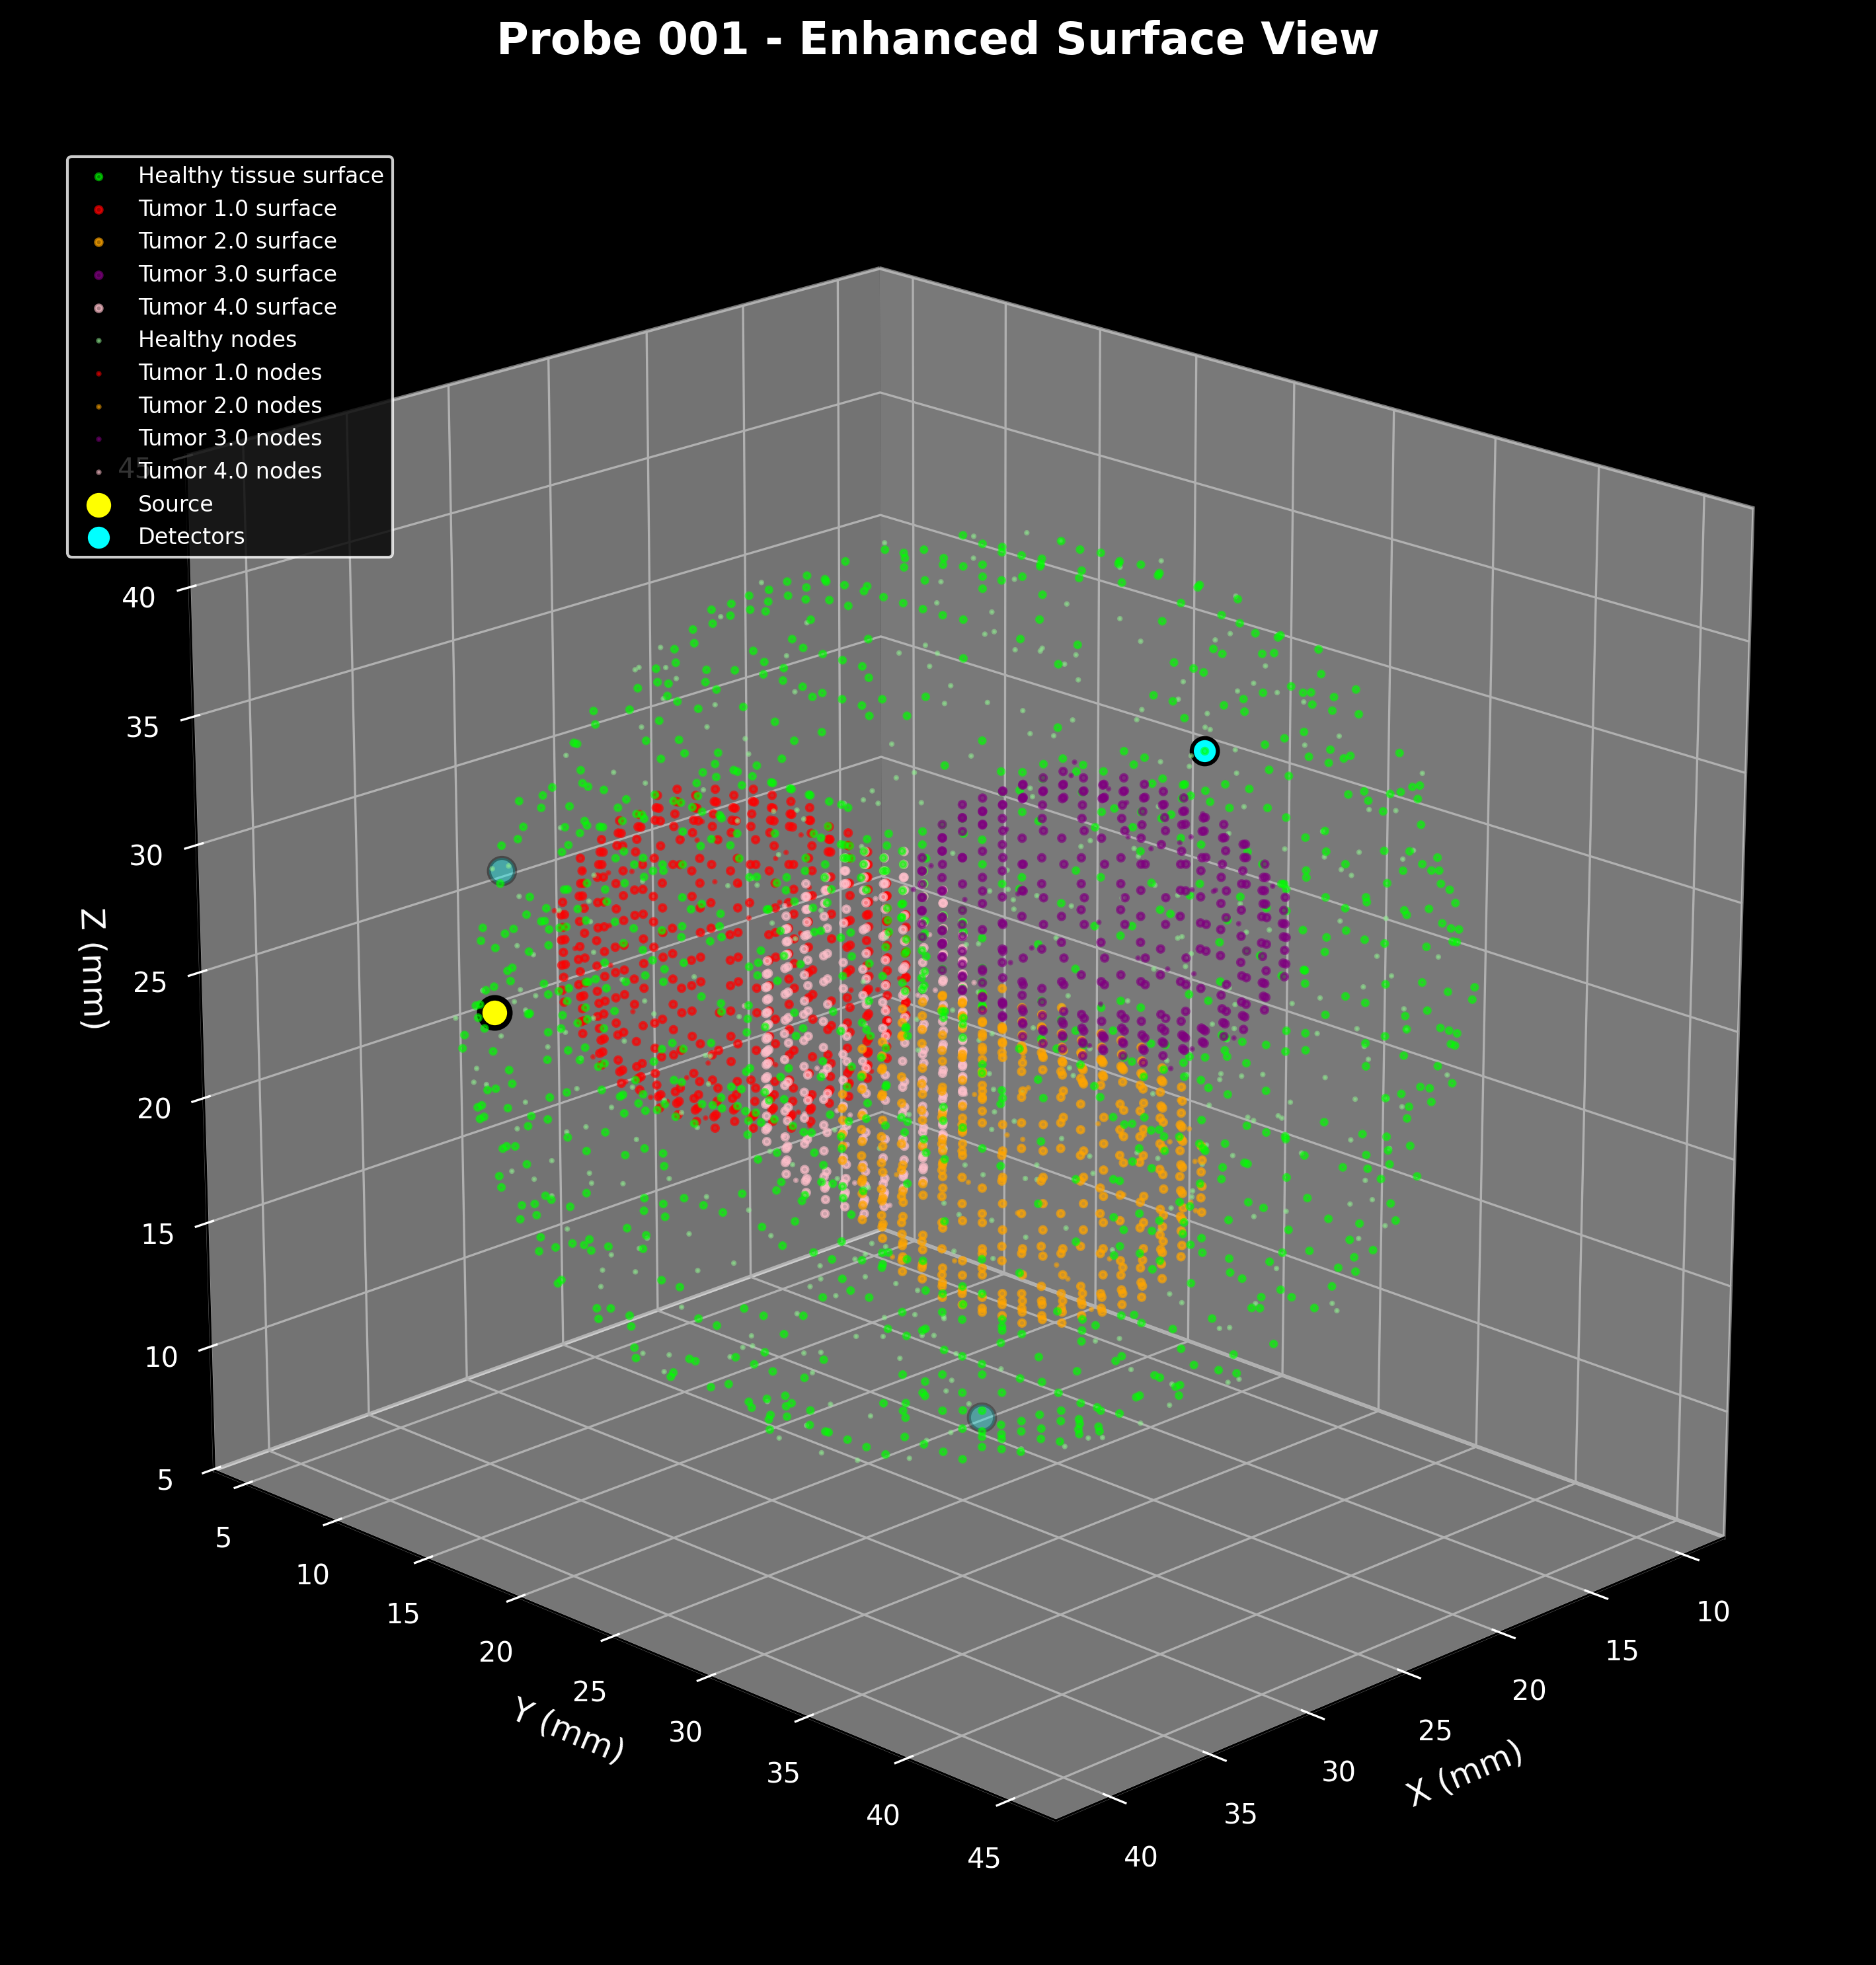 Probe 001 - Enhanced Surface View
Healthy tissue surface
Tumor 1.0 surface
Tumor 2.0 surface
Tumor 3.0 surface
Tumor 4.0 surface
Healthy nodes
Tumor 1.0 nodes
Tumor 2.0 nodes
Tumor 3.0 nodes
Tumor 4.0 nodes
Source
Detectors
45
40
35
30
25
20
15
10
5
Z (mm)
5
10
15
20
25
30
35
40
45
Y (mm)
10
15
20
25
30
35
40
X (mm)